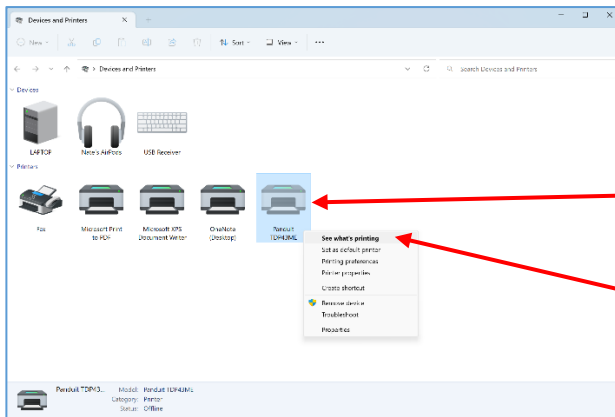 Devices and Printers
New
Sort
View
Devices and Printers
Search Devices and Printers
Devices
LAPTOP
Nate's AirPods
USB Receiver
Printers
Fax
Microsoft Print
to PDF
Microsoft XPS
Document Writer
OneNote
(Desktop)
Panduit
TDP43ME
See what's printing
Set as default printer
Printing preferences
Printer properties
Create shortcut
Remove device
Troubleshoot
Properties
Panduit TDP43... Model: Panduit TDP43ME
Category: Printer
Status: Offline